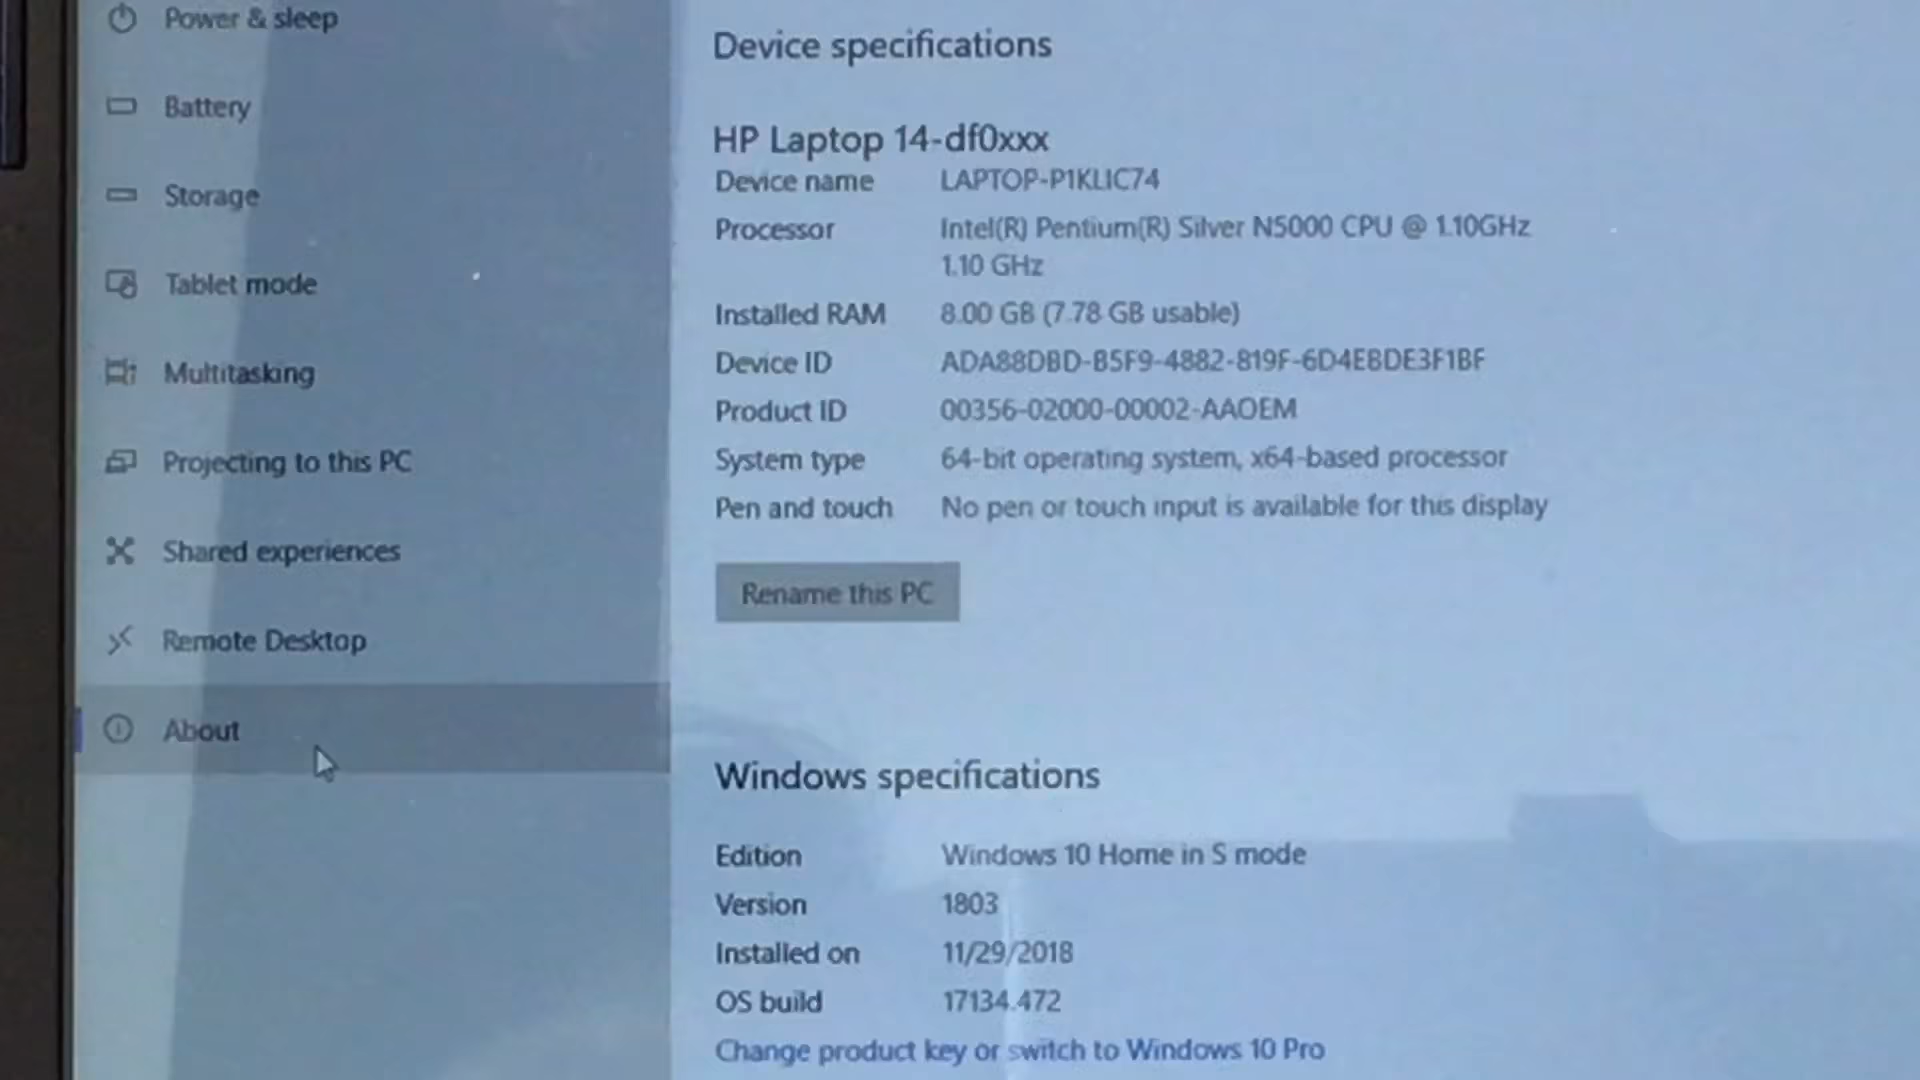 Power & sleep
Battery
Storage
Tablet mode
Multitasking
Projecting to this PC
Shared experiences
Remote Desktop
About
Device specifications
HP Laptop 14-df0xxx
Device name LAPTOP-P1KLIC74
Processor Intel(R) Pentium(R) Silver N5000 CPU @ 1.10GHz
1.10 GHz
Installed RAM 8.00 GB (7.78 GB usable)
Device ID ADA88DBD-B5F9-4882-819F-6D4EBDE3F1BF
Product ID 00356-02000-00002-AAOEM
System type 64-bit operating system, x64-based processor
Pen and touch No pen or touch input is available for this display
Rename this PC
Windows specifications
Edition Windows 10 Home in S mode
Version 1803
Installed on 11/29/2018
OS build 17134.472
Change product key or switch to Windows 10 Pro